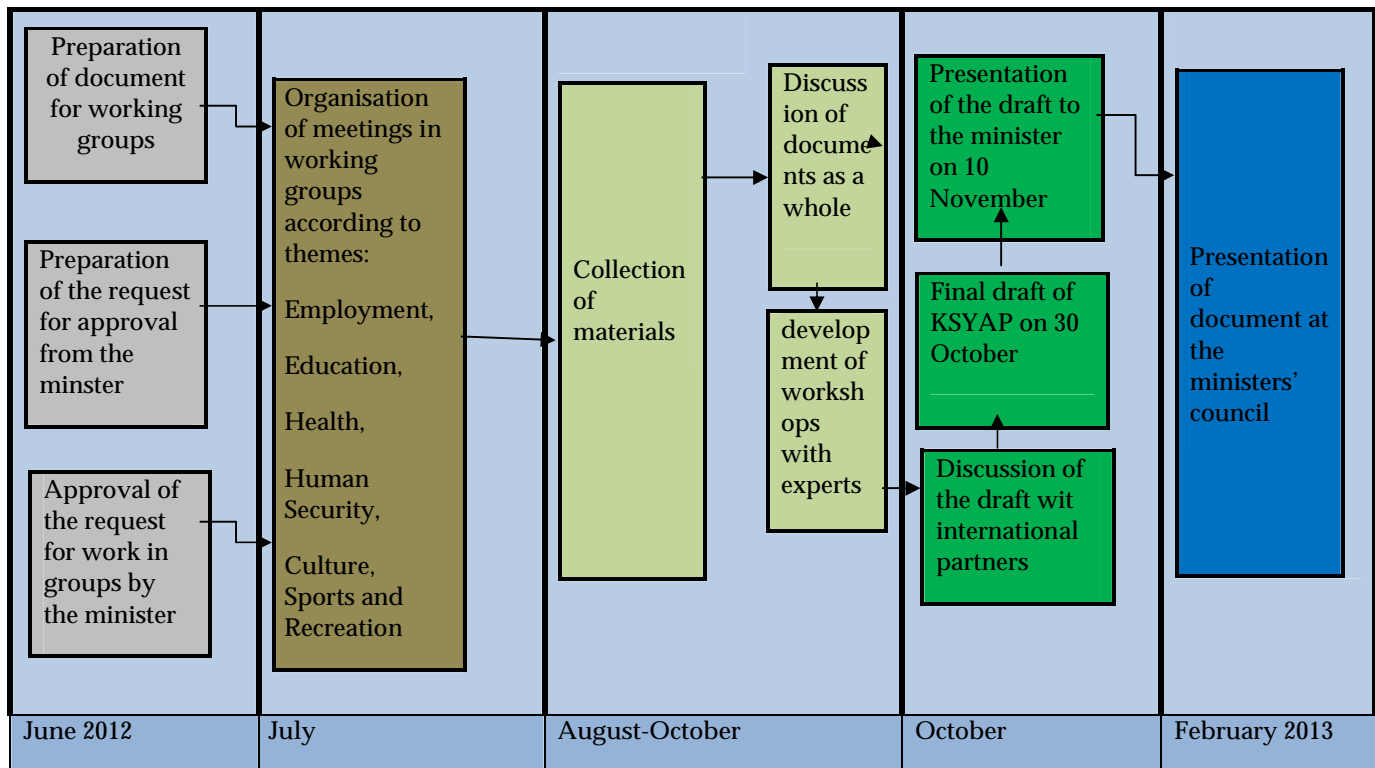 Preparation
of document
for working
groups
Preparation
of the request
for approval
from the
minster
Approval of
the request
for work in
groups by
the minister
Organisation
of meetings in
working
groups
according to
themes:
Employment,
Education,
Health,
Human
Security,
Culture,
Sports and
Recreation
Collection
of
materials
Discuss
ion of
docume
nts as a
whole
develop
ment of
worksh
ops
with
experts
Presentation
of the draft to
the minister
on 10
November
Final draft of
KSYAP on 30
October
Discussion of
the draft wit
international
partners
Presentation
of
document at
the
ministers’
council
June 2012
July
August-October
October
February 2013